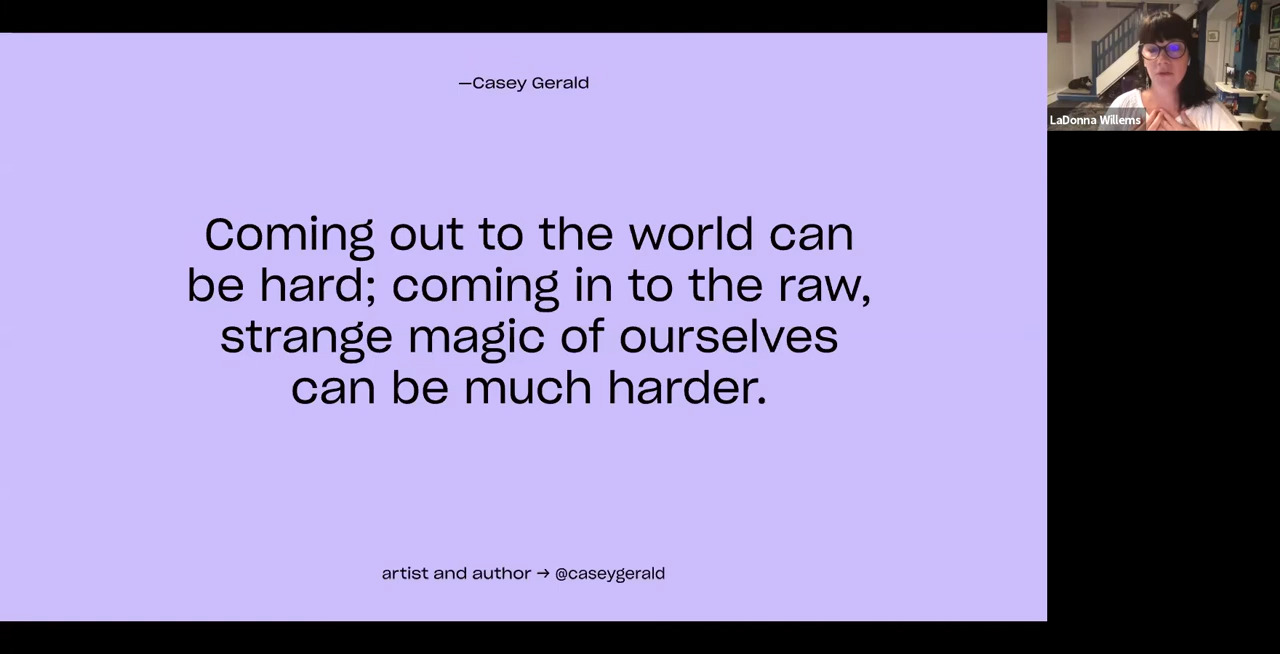 —Casey Gerald
Coming out to the world can
be hard; coming in to the raw,
strange magic of ourselves
can be much harder.
artist and author → @caseygerald
LaDonna Willems